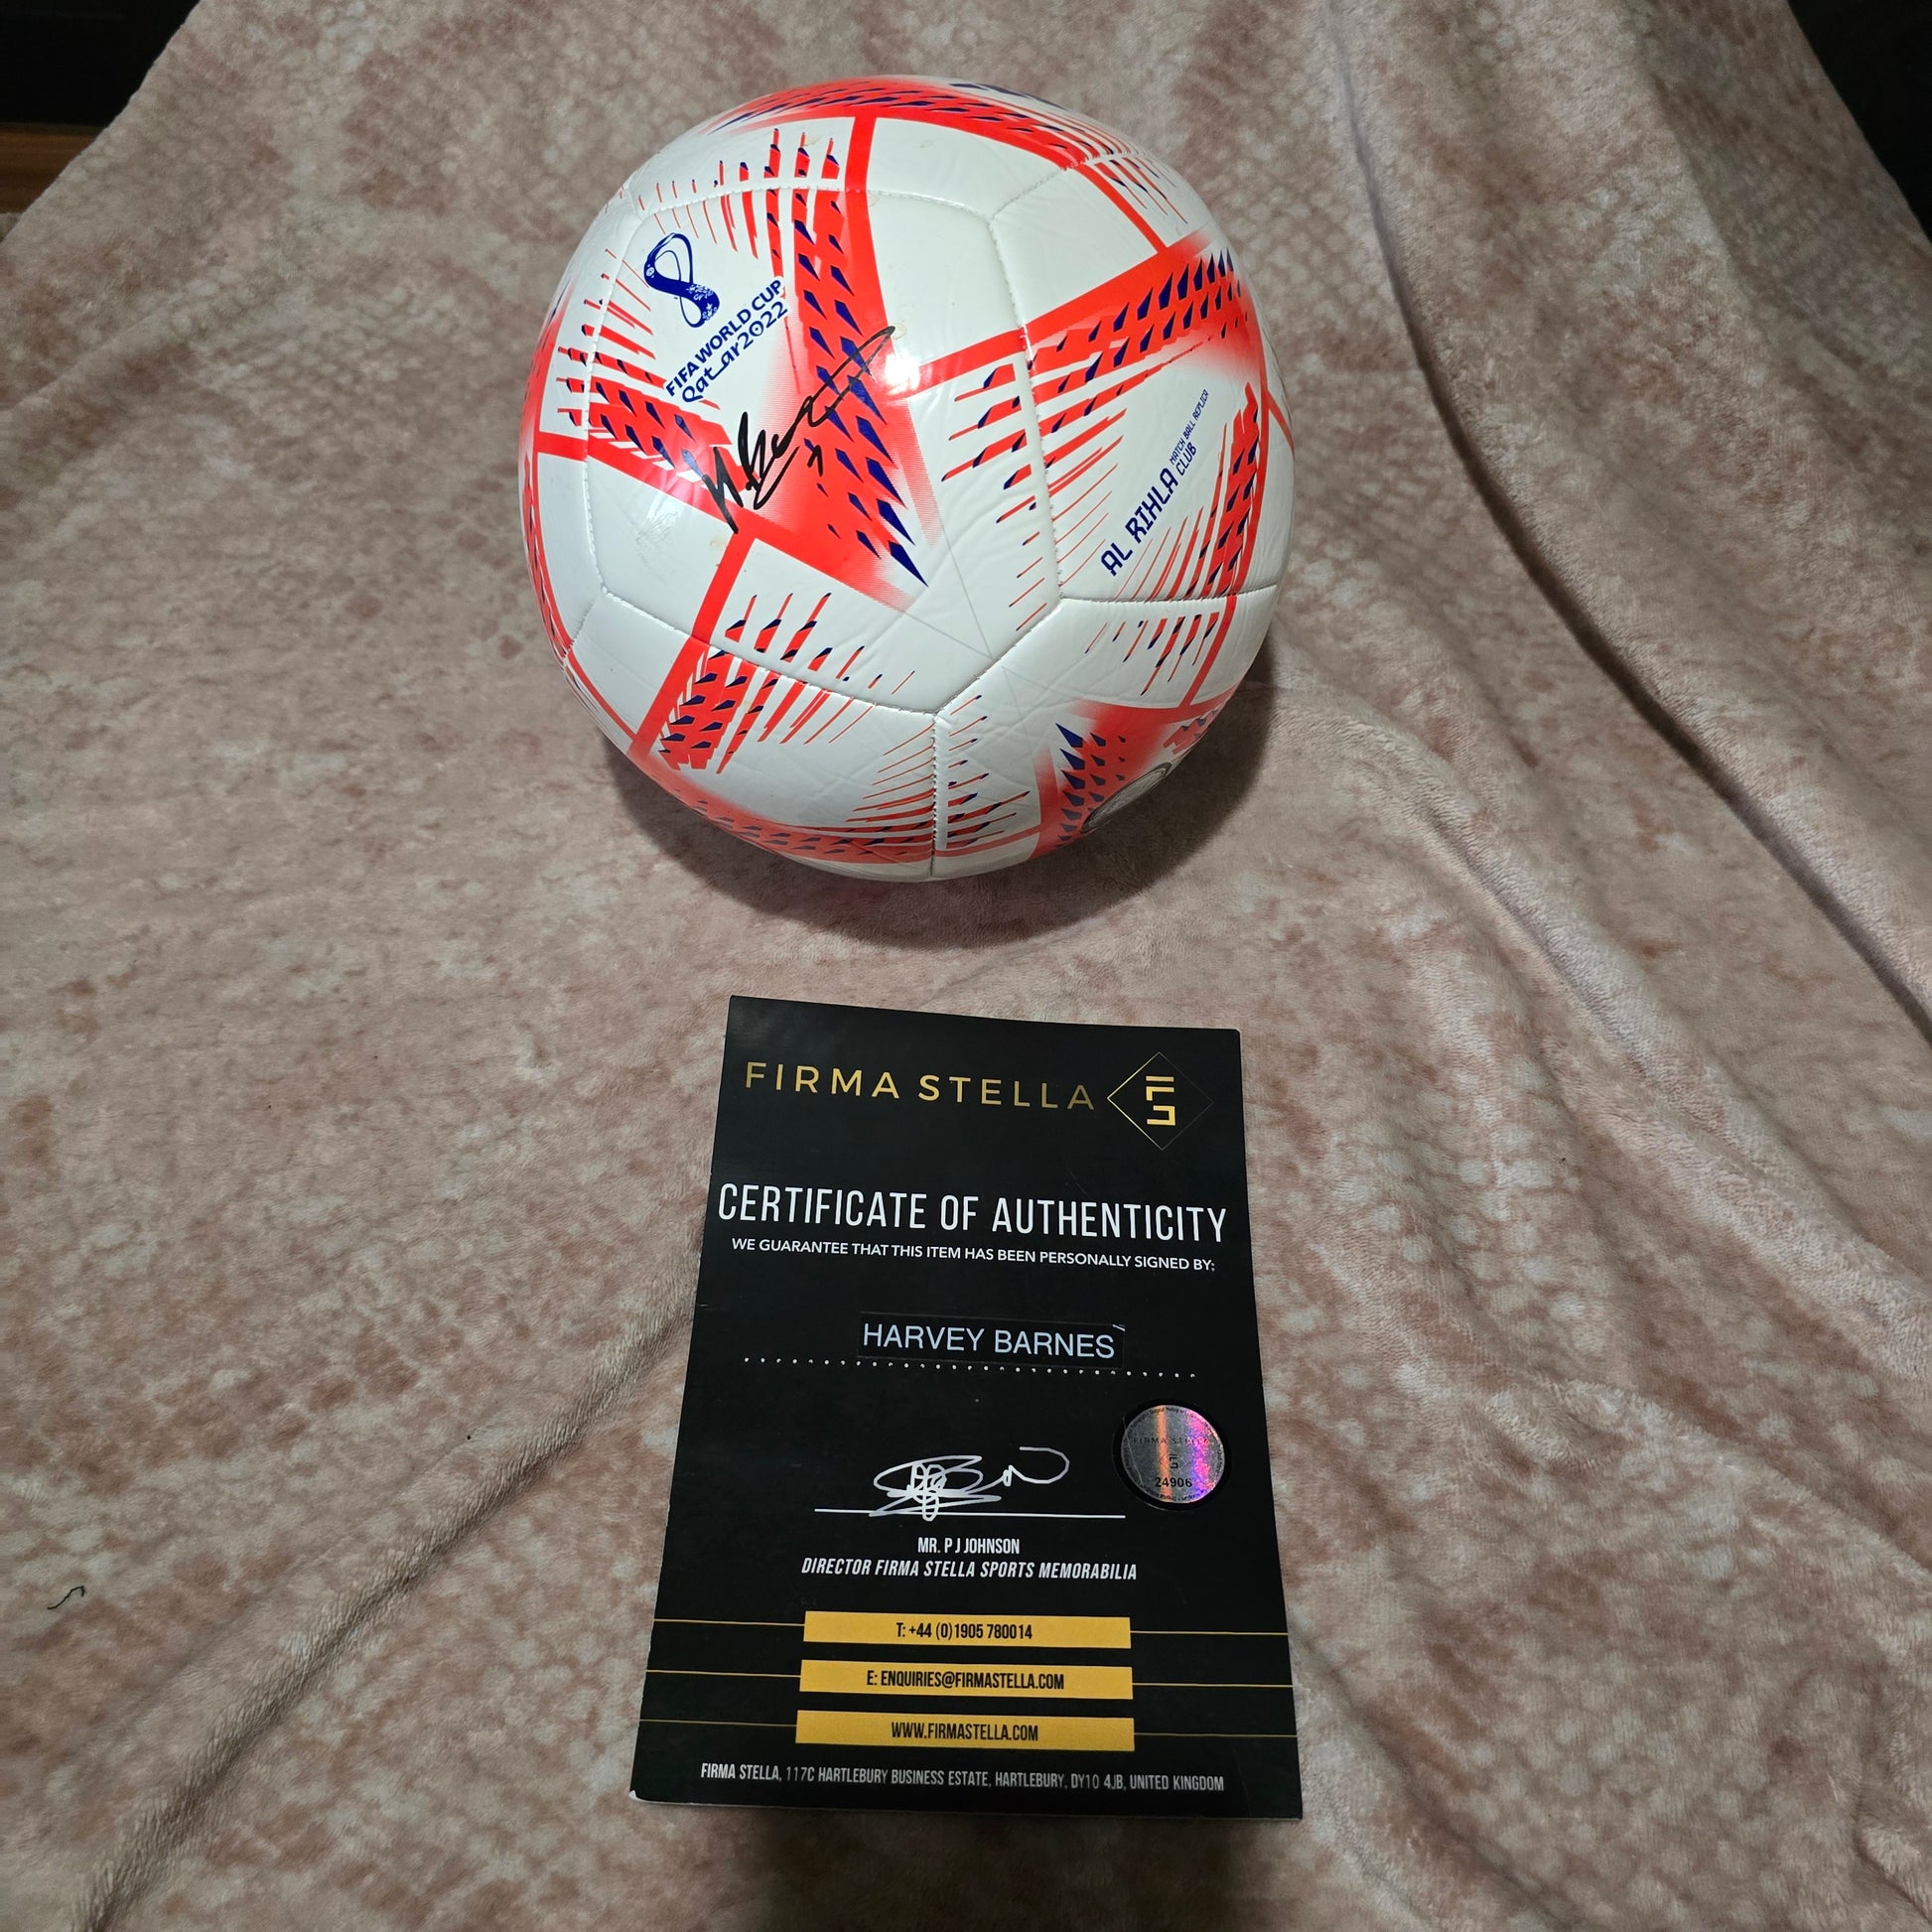 FIFA WORLD CUP
Qatar2022
AL RIHLA
MATCH BALL REPLICA
CLUB
FIRMA STELLA
CERTIFICATE OF AUTHENTICITY
WE GUARANTEE THAT THIS ITEM HAS BEEN PERSONALLY SIGNED BY:
HARVEY BARNES
FIRMA STELLA
24906
MR. P J JOHNSON
DIRECTOR FIRMA STELLA SPORTS MEMORABILIA
T: +44 (0)1905 780014
E: ENQUIRIES@FIRMASTELLA.COM
WWW.FIRMASTELLA.COM
FIRMA STELLA, 117C HARTLEBURY BUSINESS ESTATE, HARTLEBURY, DY10 4JB, UNITED KINGDOM